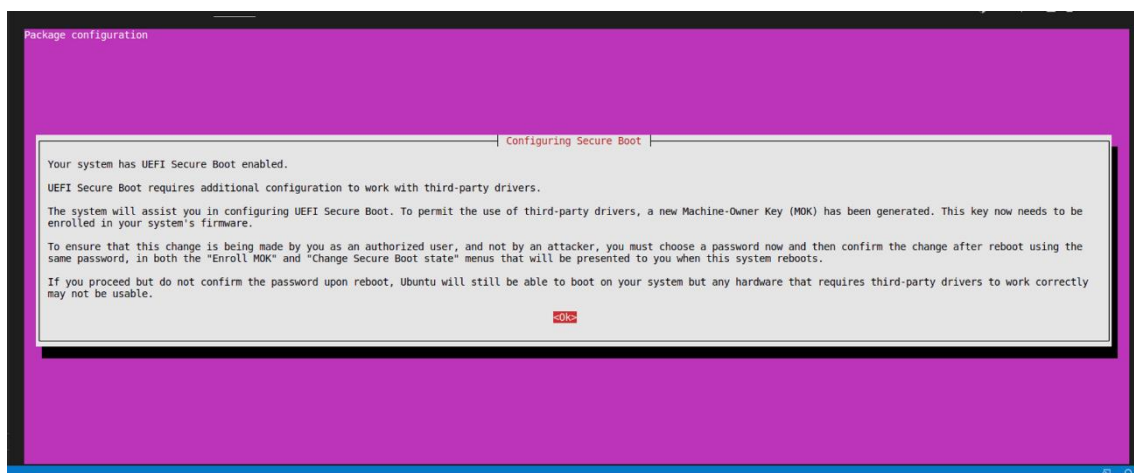 Package configuration
Configuring Secure Boot
Your system has UEFI Secure Boot enabled.
UEFI Secure Boot requires additional configuration to work with third-party drivers.
The system will assist you in configuring UEFI Secure Boot. To permit the use of third-party drivers, a new Machine-Owner Key (MOK) has been generated. This key now needs to be
enrolled in your system's firmware.
To ensure that this change is being made by you as an authorized user, and not by an attacker, you must choose a password now and then confirm the change after reboot using the
same password, in both the "Enroll MOK" and "Change Secure Boot state" menus that will be presented to you when this system reboots.
If you proceed but do not confirm the password upon reboot, Ubuntu will still be able to boot on your system but any hardware that requires third-party drivers to work correctly
may not be usable.
<Ok>